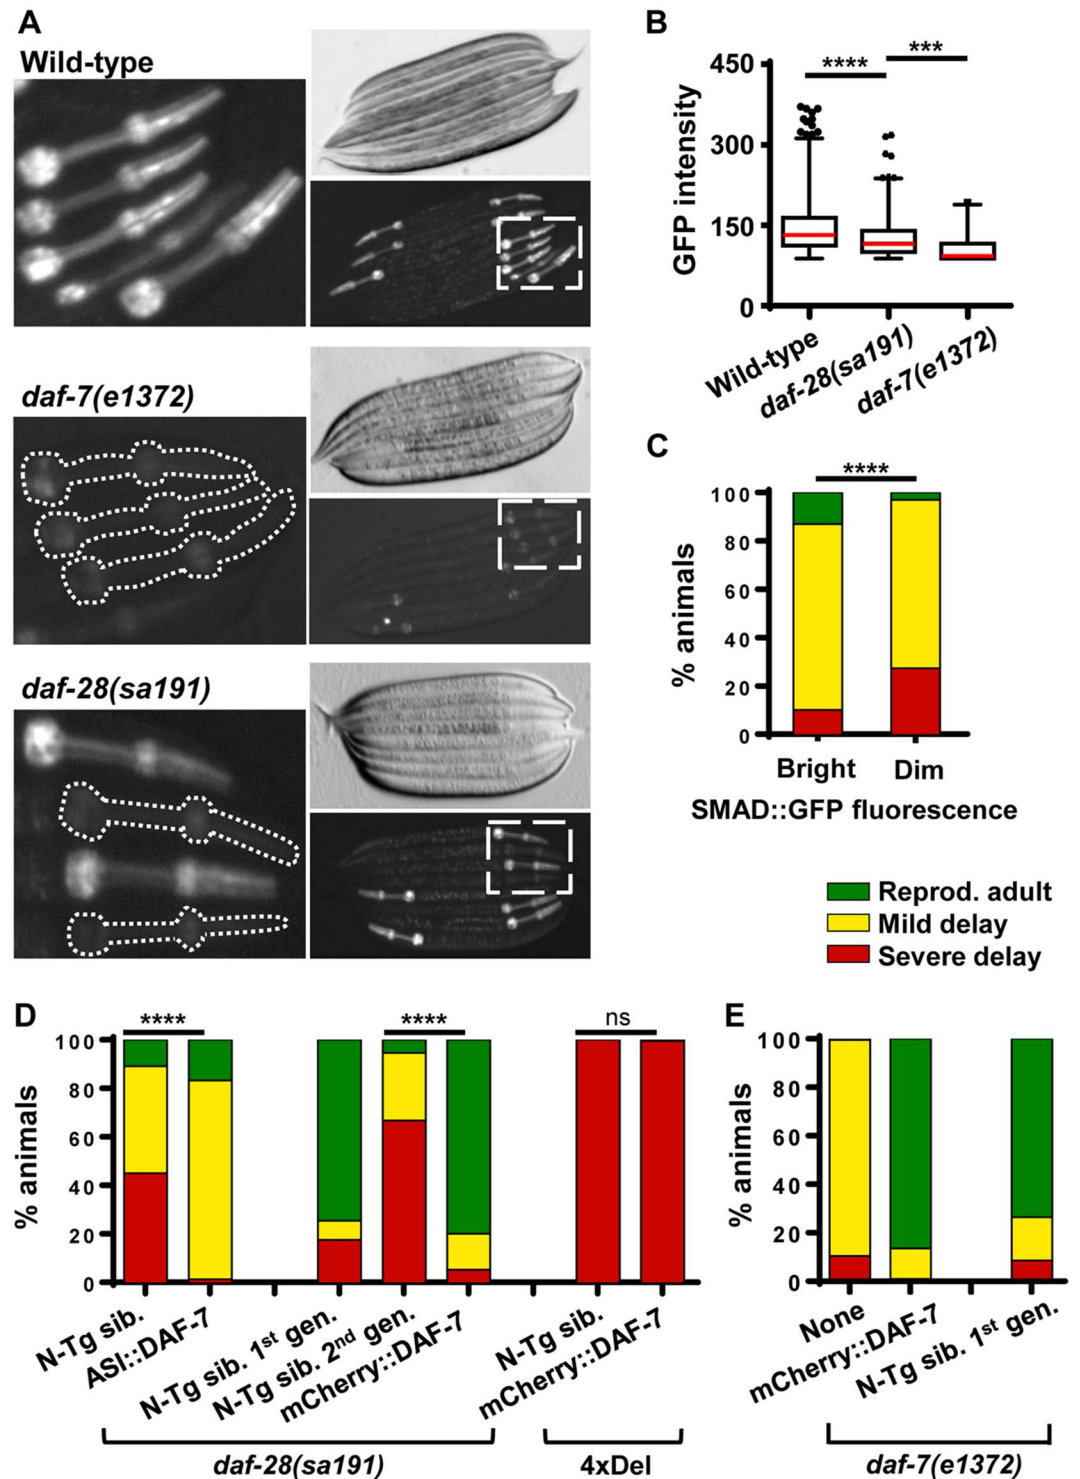 A
Wild-type
daf-7(e1372)
daf-28(sa191)
B
GFP intensity
450
300
150
0
****
***
Wild-type
daf-28(sa191)
daf-7(e1372)
C
% animals
100
80
60
40
20
0
****
Bright
Dim
SMAD::GFP fluorescence
Reprod. adult
Mild delay
Severe delay
D
% animals
100
80
60
40
20
0
****
****
ns
N-Tg sib.
ASI::DAF-7
N-Tg sib. 1st gen.
N-Tg sib. 2nd gen.
mCherry::DAF-7
N-Tg sib.
mCherry::DAF-7
daf-28(sa191)
4xDel
E
% animals
100
80
60
40
20
0
None
mCherry::DAF-7
N-Tg sib. 1st gen.
daf-7(e1372)